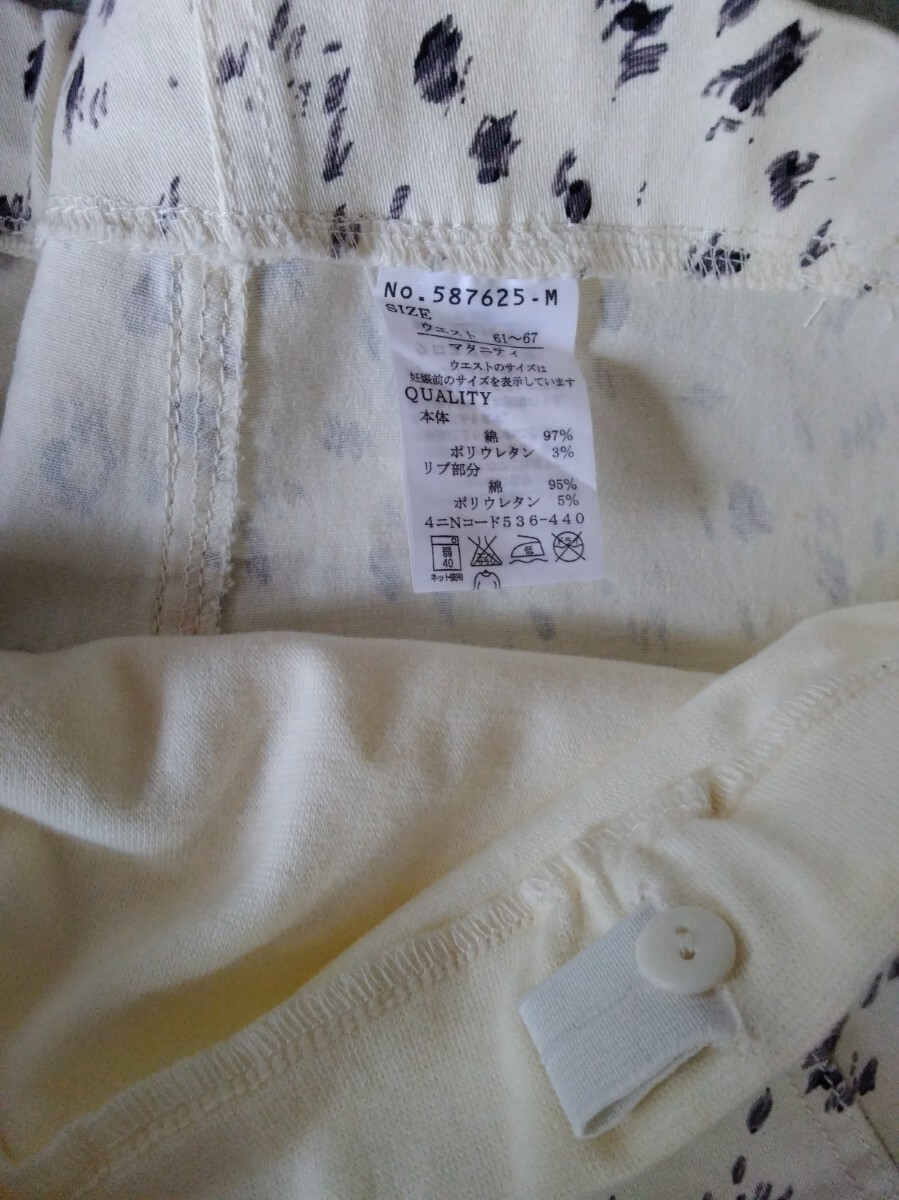 No.587625-M
SIZE
ウエスト 61〜67
マタニティ
ウエストのサイズは
妊娠前のサイズを表示しています
QUALITY
本体
綿 97%
ポリウレタン 3%
リブ部分
綿 95%
ポリウレタン 5%
4ニNコード536-440
弱 40 低 ドライ
ネット使用